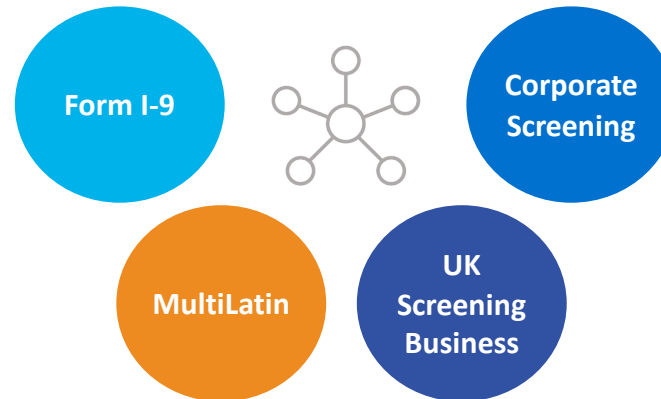 Form I-9
Corporate
Screening
MultiLatin
UK
Screening
Business